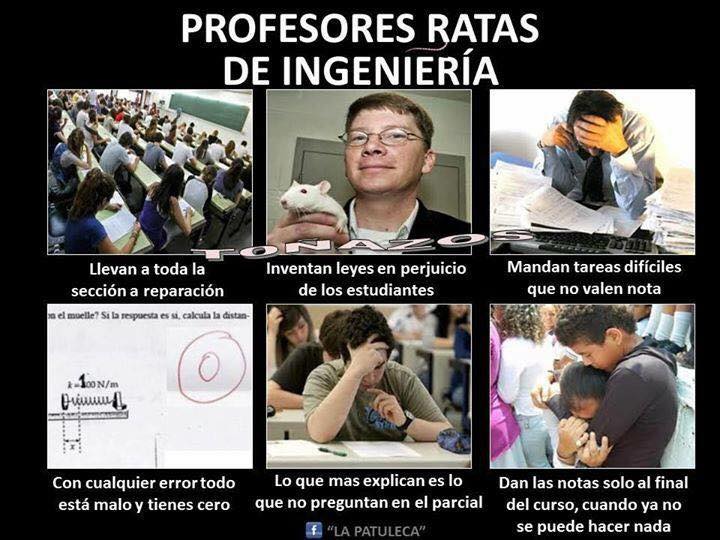 PROFESORES RATAS
DE INGENIERÍA
TOÑAZOS
Llevan a toda la
sección a reparación
Inventan leyes en perjuicio
de los estudiantes
Mandan tareas difíciles
que no valen nota
on el muelle? Si la respuesta es si, calcula la distan-
k=100 N/m
0
x
Con cualquier error todo
está malo y tienes cero
Lo que mas explican es lo
que no preguntan en el parcial
Dan las notas solo al final
del curso, cuando ya no
se puede hacer nada
f "LA PATULECA"